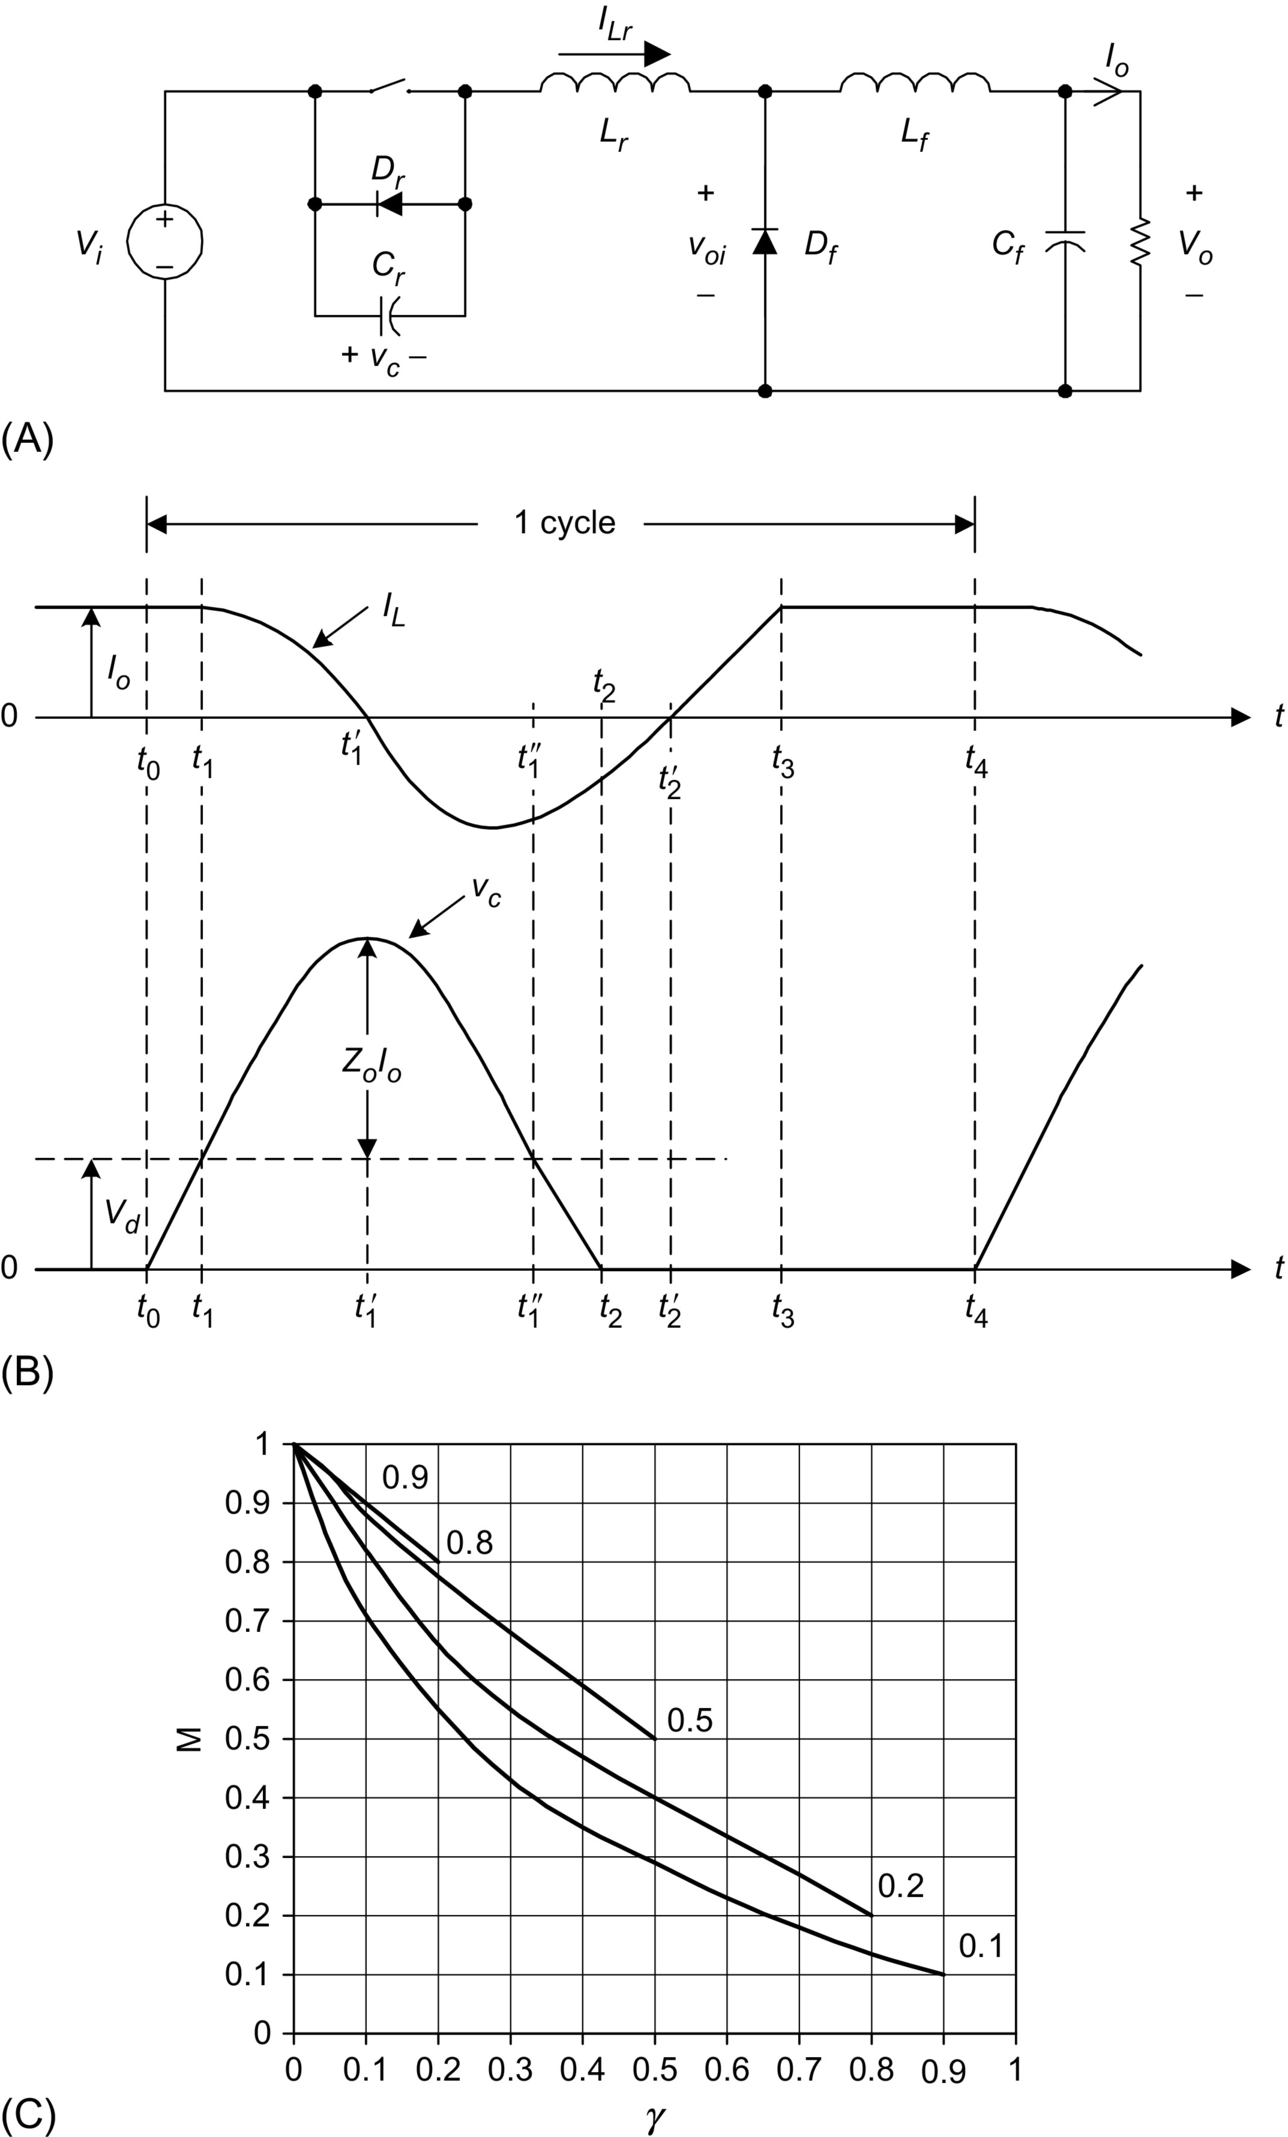 I_Lr
I_o
L_r
L_f
D_r
+
+
+
V_i
v_oi
D_f
C_f
V_o
−
C_r
−
−
+ v_c −
(A)
1 cycle
I_L
I_o
t_2
0
t
t_0 t_1 t′_1 t″_1 t′_2 t_3 t_4
v_c
Z_oI_o
V_d
0
t
t_0 t_1 t′_1 t″_1 t_2 t′_2 t_3 t_4
(B)
1
0.9
0.9
0.8
0.8
0.7
0.6
0.5
M
0.5
0.4
0.3
0.2
0.2
0.1
0.1
0
0 0.1 0.2 0.3 0.4 0.5 0.6 0.7 0.8 0.9 1
(C)
γ